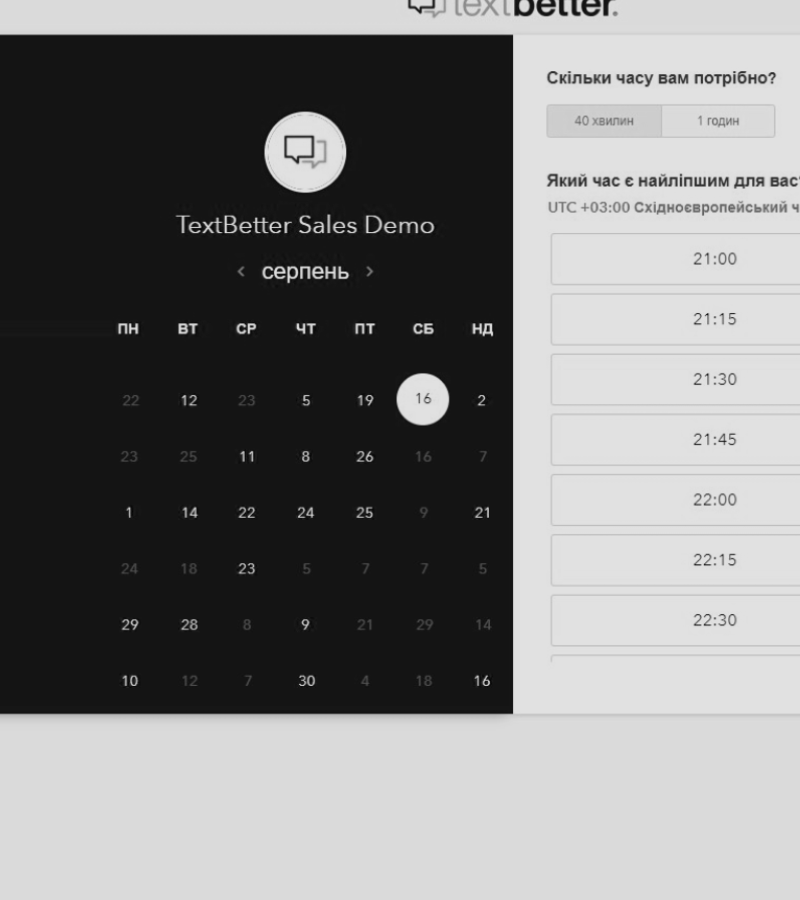 textbetter.
TextBetter Sales Demo
‹ серпень ›
ПН ВТ СР ЧТ ПТ СБ НД
22 12 23 5 19 16 2
23 25 11 8 26 16 7
1 14 22 24 25 9 21
24 18 23 5 7 7 5
29 28 8 9 21 29 14
10 12 7 30 4 18 16
Скільки часу вам потрібно?
40 хвилин 1 годин
Який час є найліпшим для вас
UTC +03:00 Східноєвропейський ч
21:00
21:15
21:30
21:45
22:00
22:15
22:30